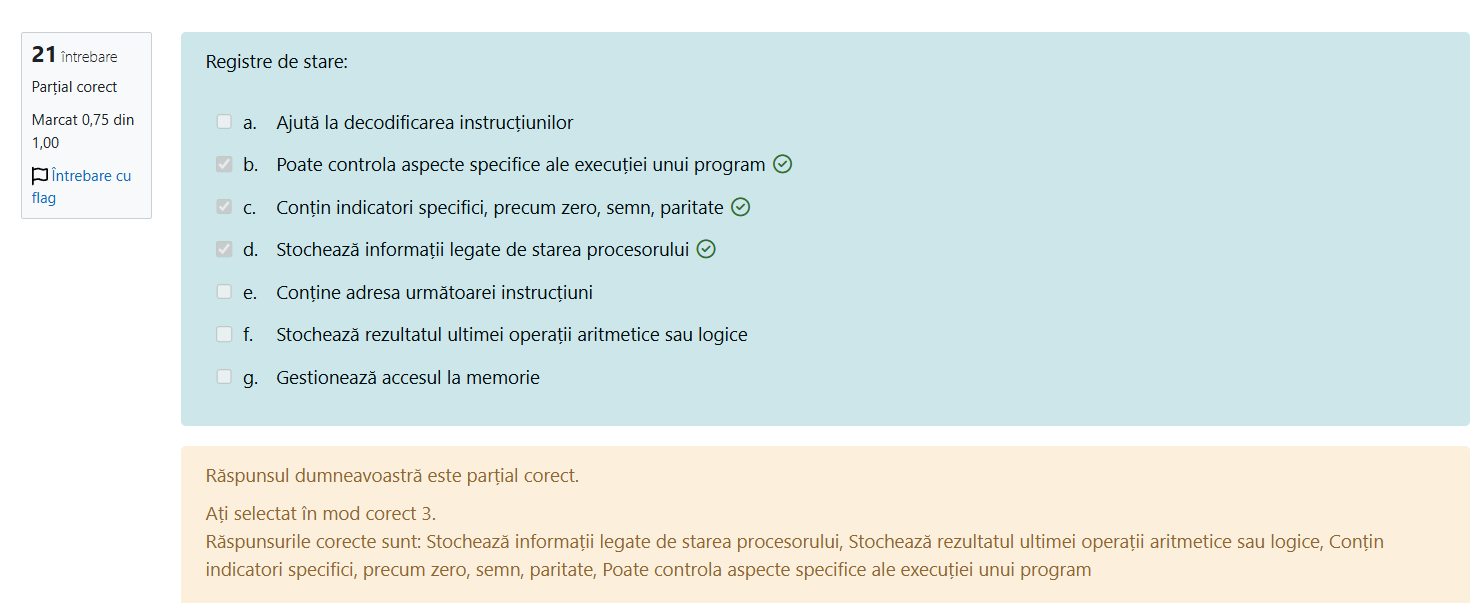 21 întrebare
Parțial corect
Marcat 0,75 din
1,00
Întrebare cu
flag
Registre de stare:
a. Ajută la decodificarea instrucțiunilor
b. Poate controla aspecte specifice ale execuției unui program
c. Conțin indicatori specifici, precum zero, semn, paritate
d. Stochează informații legate de starea procesorului
e. Conține adresa următoarei instrucțiuni
f. Stochează rezultatul ultimei operații aritmetice sau logice
g. Gestionează accesul la memorie
Răspunsul dumneavoastră este parțial corect.
Ați selectat în mod corect 3.
Răspunsurile corecte sunt: Stochează informații legate de starea procesorului, Stochează rezultatul ultimei operații aritmetice sau logice, Conțin
indicatori specifici, precum zero, semn, paritate, Poate controla aspecte specifice ale execuției unui program